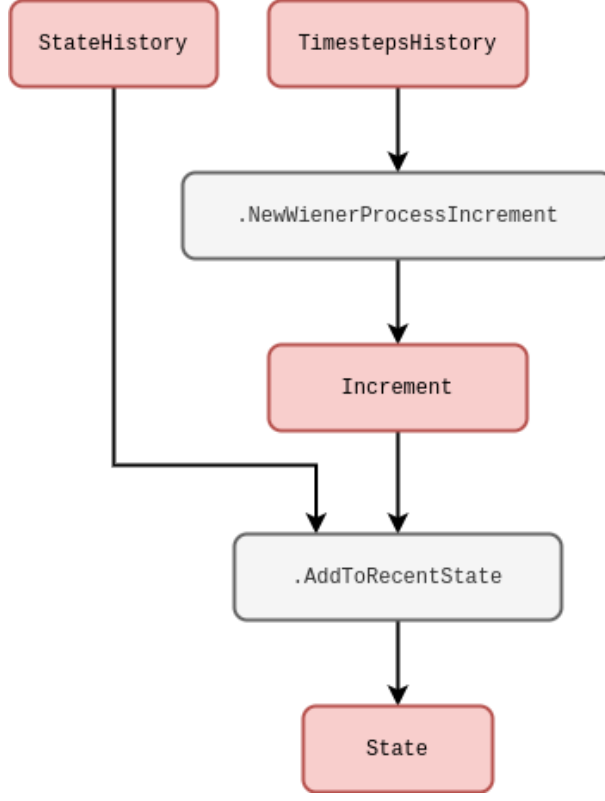 StateHistory
TimestepsHistory
.NewWienerProcessIncrement
Increment
.AddToRecentState
State